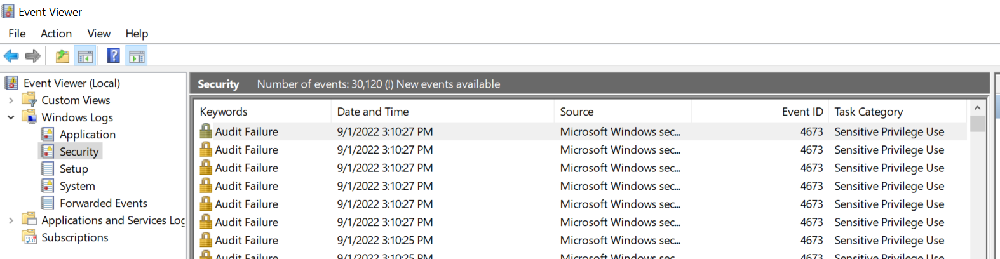 Event Viewer
File Action View Help
Event Viewer (Local)
Custom Views
Windows Logs
Application
Security
Setup
System
Forwarded Events
Applications and Services Log
Subscriptions
Security Number of events: 30,120 (!) New events available
Keywords Date and Time Source Event ID Task Category
Audit Failure 9/1/2022 3:10:27 PM Microsoft Windows sec... 4673 Sensitive Privilege Use
Audit Failure 9/1/2022 3:10:27 PM Microsoft Windows sec... 4673 Sensitive Privilege Use
Audit Failure 9/1/2022 3:10:27 PM Microsoft Windows sec... 4673 Sensitive Privilege Use
Audit Failure 9/1/2022 3:10:27 PM Microsoft Windows sec... 4673 Sensitive Privilege Use
Audit Failure 9/1/2022 3:10:27 PM Microsoft Windows sec... 4673 Sensitive Privilege Use
Audit Failure 9/1/2022 3:10:27 PM Microsoft Windows sec... 4673 Sensitive Privilege Use
Audit Failure 9/1/2022 3:10:25 PM Microsoft Windows sec... 4673 Sensitive Privilege Use
Audit Failure 9/1/2022 3:10:25 PM Microsoft Windows sec... 4673 Sensitive Privilege Use